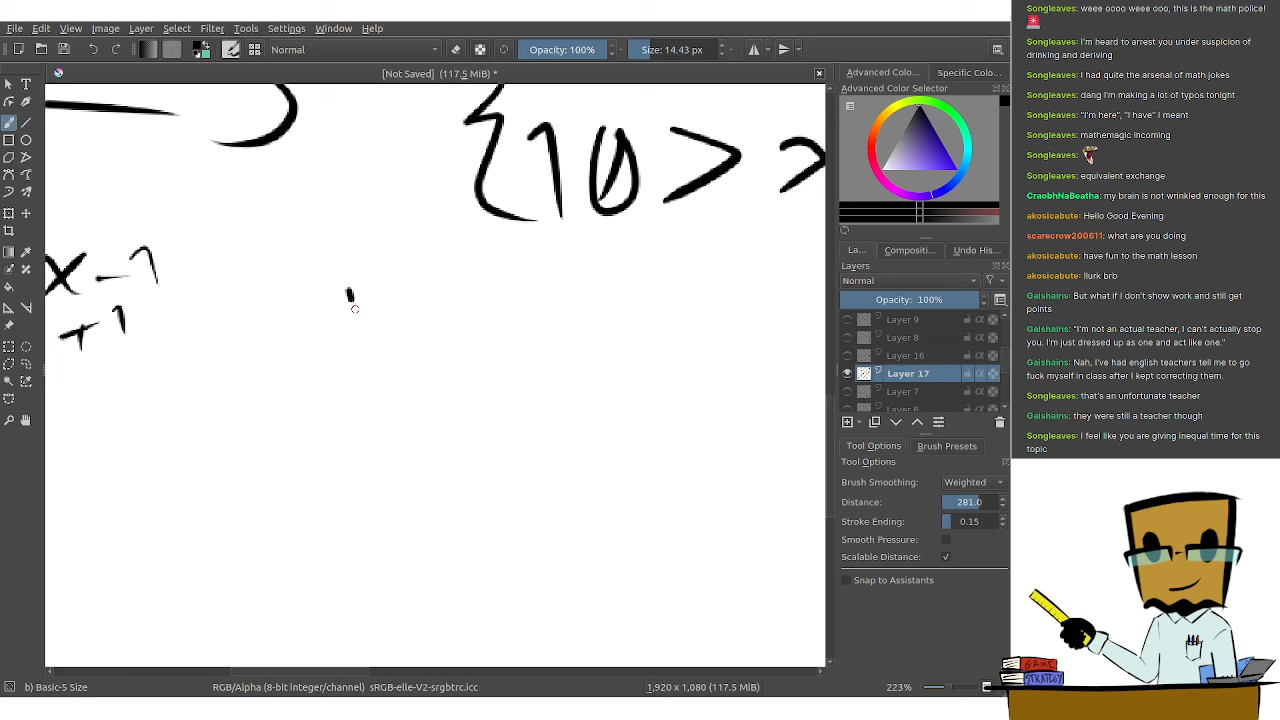 File Edit View Image Layer Select Filter Tools Settings Window Help
Normal
Opacity: 100%
Size: 14.43 px
[Not Saved] (117.5 MiB) *
{10>x
x-1
+1
Advanced Colo...
Specific Colo...
Advanced Color Selector
La...
Compositi...
Undo His...
Layers
Normal
Opacity: 100%
Layer 9
Layer 8
Layer 16
Layer 17
Layer 7
Layer 6
Tool Options
Brush Presets
Tool Options
Brush Smoothing: Weighted
Distance: 281.0
Stroke Ending: 0.15
Smooth Pressure:
Scalable Distance:
Snap to Assistants
b) Basic-5 Size
RGB/Alpha (8-bit integer/channel) sRGB-elle-V2-srgbtrc.icc
1,920 x 1,080 (117.5 MiB)
223%
Songleaves: weee oooo weee ooo, this is the math police!
Songleaves: I'm heard to arrest you under suspicion of
drinking and deriving
Songleaves: I had quite the arsenal of math jokes
Songleaves: dang I'm making a lot of typos tonight
Songleaves: "I'm here", "I have" I meant
Songleaves: mathemagic incoming
Songleaves:
Songleaves: equivalent exchange
CraobhNaBeatha: my brain is not wrinkled enough for this
akosicabute: Hello Good Evening
scarecrow200611: what are you doing
akosicabute: have fun to the math lesson
akosicabute: !lurk brb
Gaishains: But what if I don't show work and still get
points
Gaishains: "I'm not an actual teacher, I can't actually stop
you. I'm just dressed up as one and act like one."
Gaishains: Nah, I've had english teachers tell me to go
fuck myself in class after I kept correcting them.
Songleaves: that's an unfortunate teacher
Gaishains: they were still a teacher though
Songleaves: I feel like you are giving inequal time for this
topic
GAME
STRATEGY